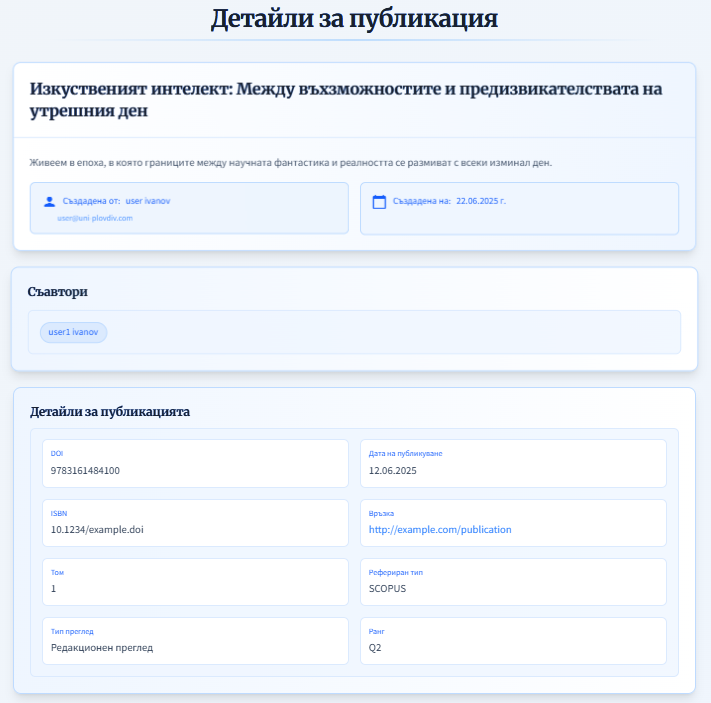 Детайли за публикация
Изкуственият интелект: Между въхзможностите и предизвикателствата на
утрешния ден
Живеем в епоха, в която границите между научната фантастика и реалността се размиват с всеки изминал ден.
Създадена от: user ivanov
user@uni-plovdiv.com
Създадена на: 22.06.2025 г.
Съавтори
user1 ivanov
Детайли за публикацията
DOI
9783161484100
Дата на публикуване
12.06.2025
ISBN
10.1234/example.doi
Връзка
http://example.com/publication
Том
1
Рефериран тип
SCOPUS
Тип преглед
Редакционен преглед
Ранг
Q2